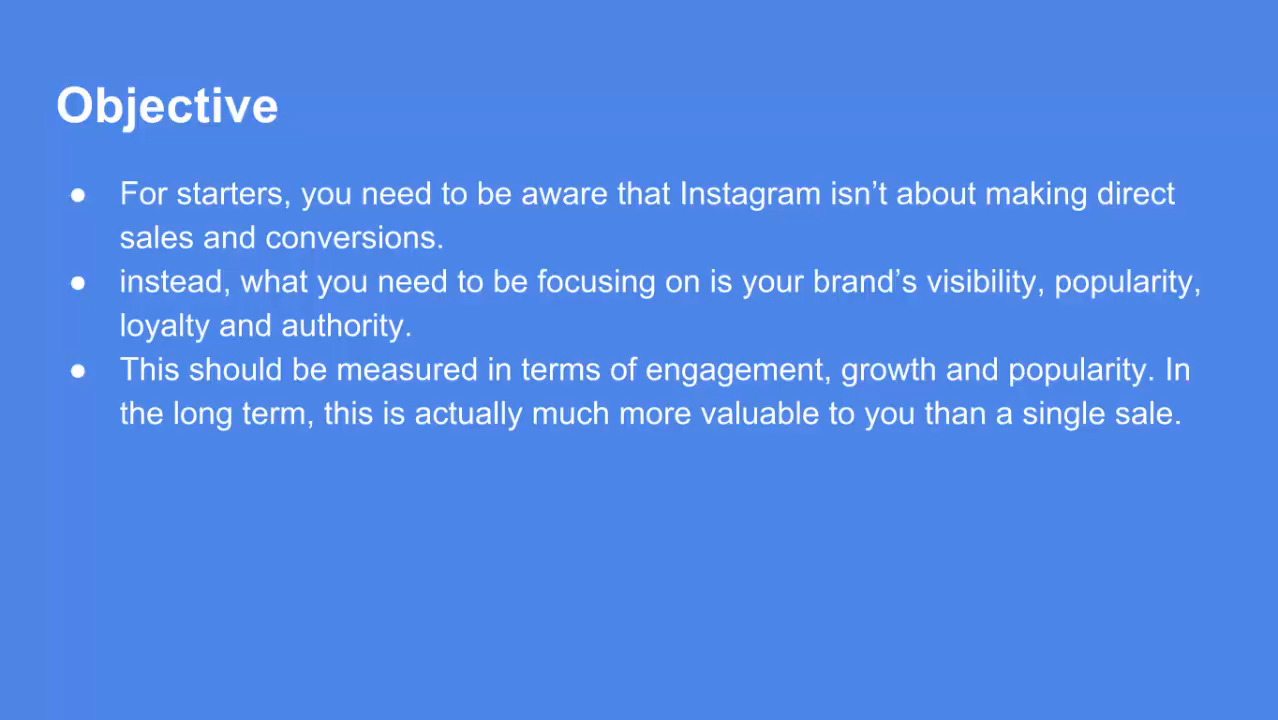 Objective
● For starters, you need to be aware that Instagram isn’t about making direct
sales and conversions.
● instead, what you need to be focusing on is your brand’s visibility, popularity,
loyalty and authority.
● This should be measured in terms of engagement, growth and popularity. In
the long term, this is actually much more valuable to you than a single sale.